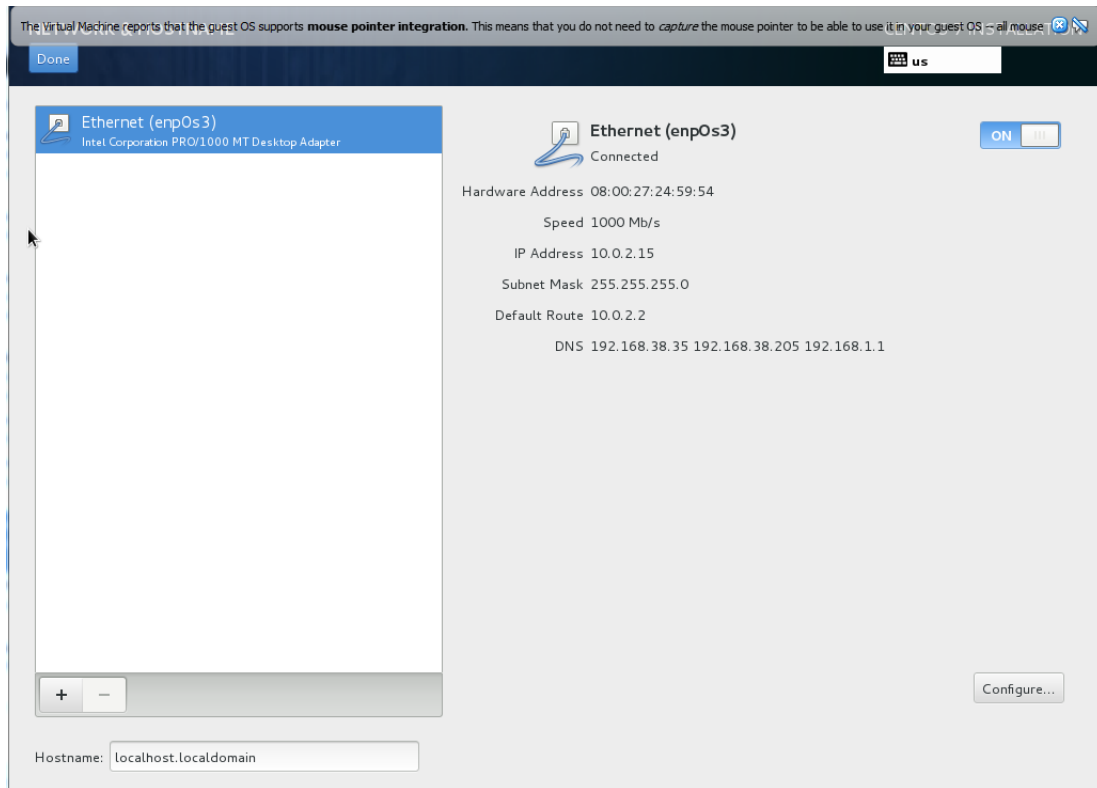 The Virtual Machine reports that the guest OS supports mouse pointer integration. This means that you do not need to capture the mouse pointer to be able to use it in your guest OS -- all mouse
NETWORK & HOSTNAME
CENTOS 7 INSTALLATION
Done
us
Ethernet (enp0s3)
Intel Corporation PRO/1000 MT Desktop Adapter
Ethernet (enp0s3)
Connected
ON
Hardware Address 08:00:27:24:59:54
Speed 1000 Mb/s
IP Address 10.0.2.15
Subnet Mask 255.255.255.0
Default Route 10.0.2.2
DNS 192.168.38.35 192.168.38.205 192.168.1.1
+ −
Configure...
Hostname: localhost.localdomain